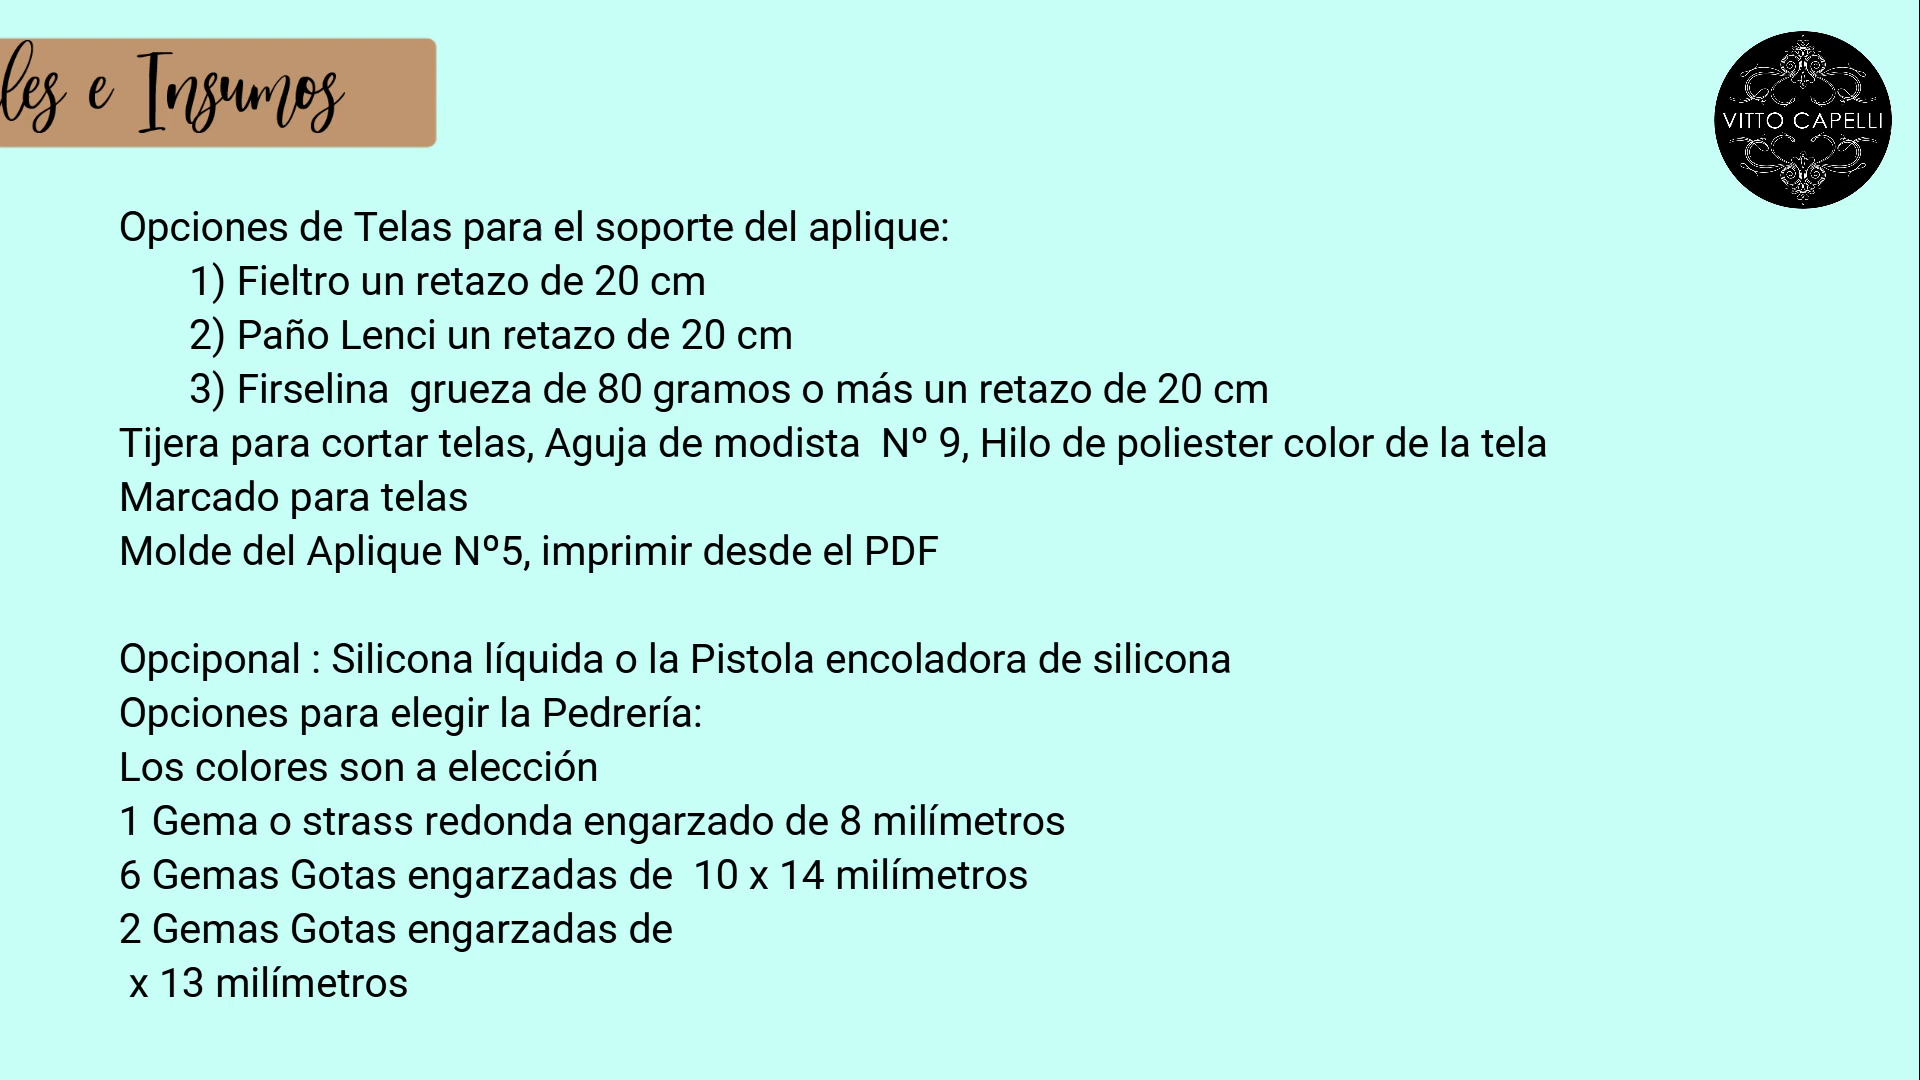 les e Insumos
VITTO CAPELLI
Opciones de Telas para el soporte del aplique:
1) Fieltro un retazo de 20 cm
2) Paño Lenci un retazo de 20 cm
3) Firselina  grueza de 80 gramos o más un retazo de 20 cm
Tijera para cortar telas, Aguja de modista  Nº 9, Hilo de poliester color de la tela
Marcado para telas
Molde del Aplique Nº5, imprimir desde el PDF
Opciponal : Silicona líquida o la Pistola encoladora de silicona
Opciones para elegir la Pedrería:
Los colores son a elección
1 Gema o strass redonda engarzado de 8 milímetros
6 Gemas Gotas engarzadas de  10 x 14 milímetros
2 Gemas Gotas engarzadas de
x 13 milímetros